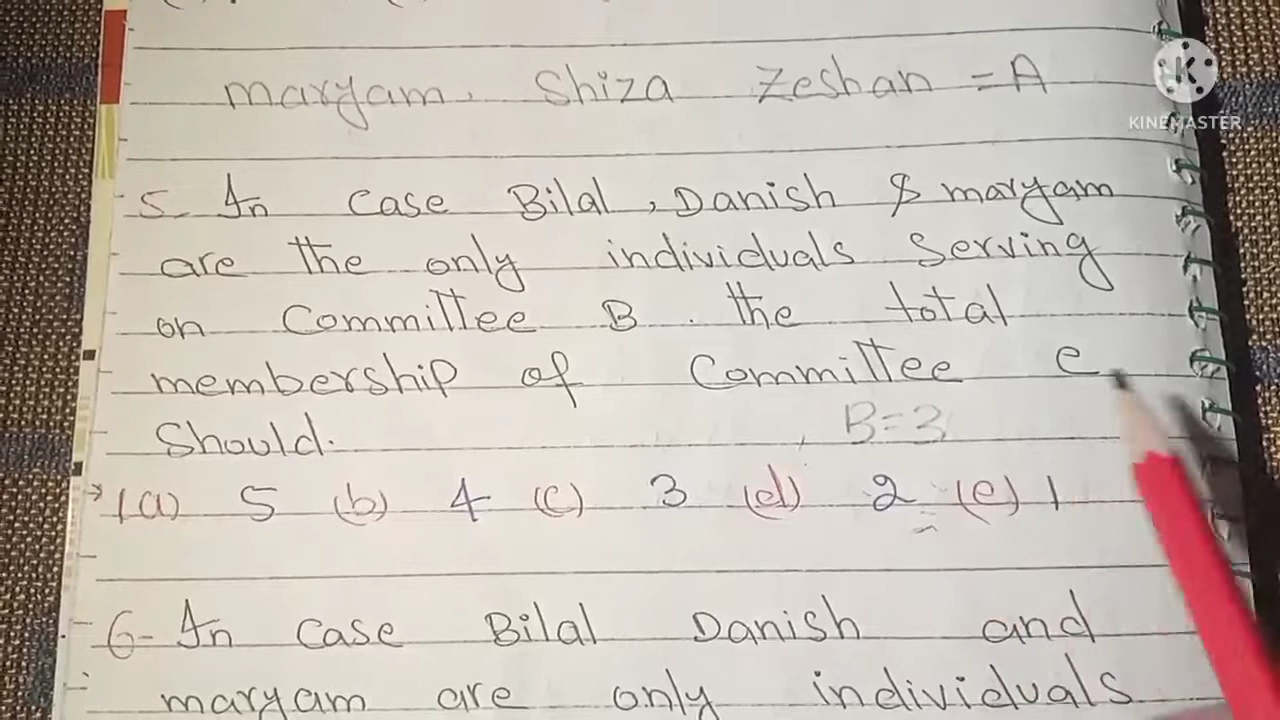 maryam, Shiza Zeshan = A
K
KINEMASTER
5- In case Bilal, Danish & maryam
are the only individuals Serving
on Committee B. the total
membership of Committee C
Should.
B=3
(a) 5 (b) 4 (c) 3 (d) 2 (e) 1
6- In case Bilal Danish and
maryam are only individuals